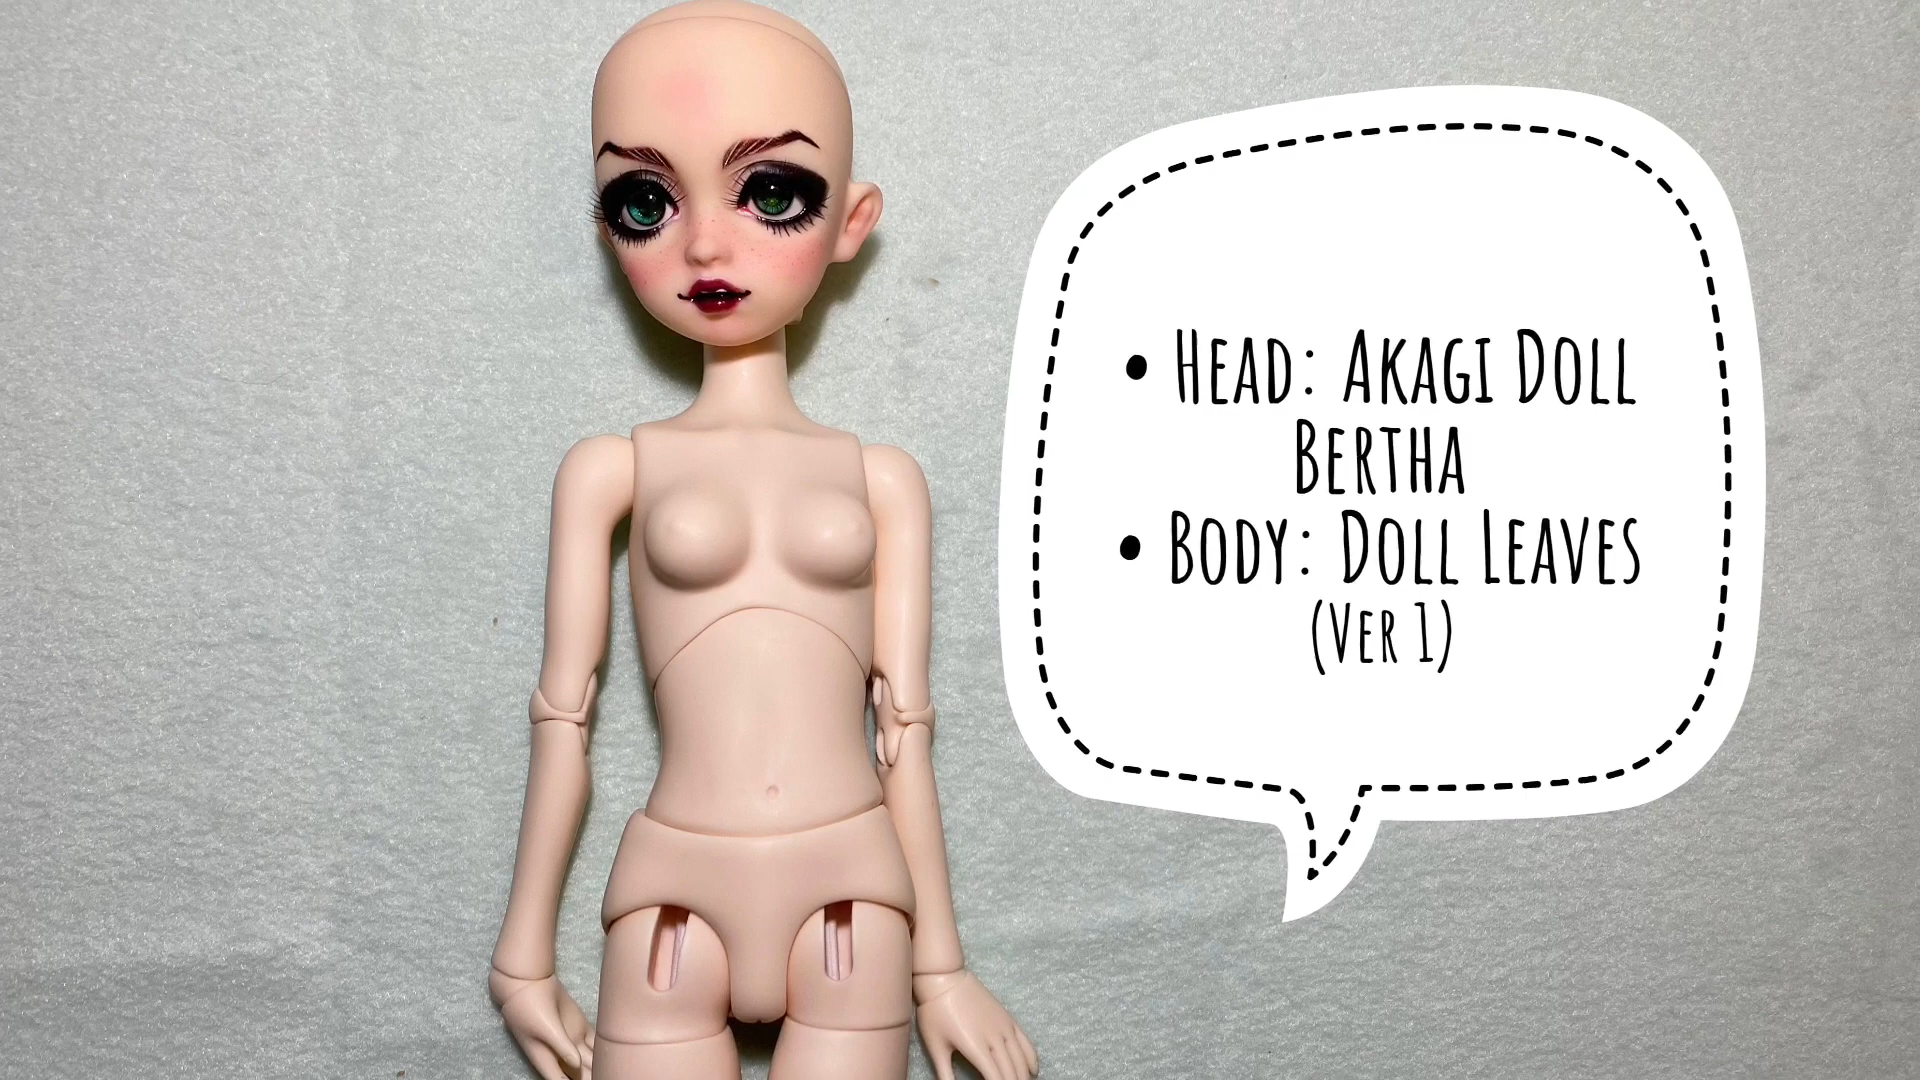 • Head: Akagi Doll
Bertha
• Body: Doll Leaves
(Ver 1)